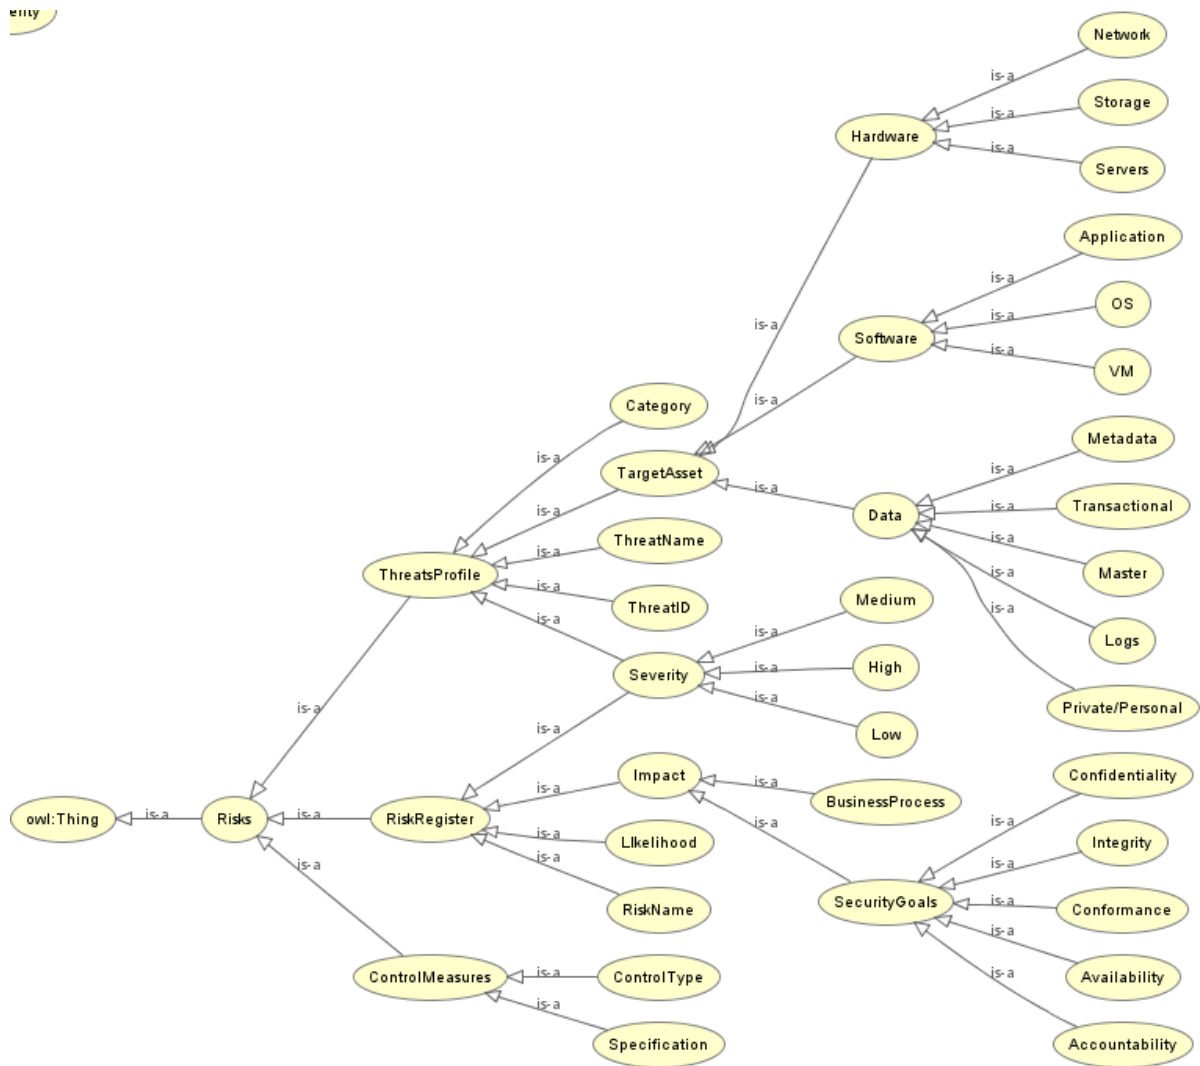 erity
Network
is-a
Storage
is-a
Hardware
is-a
Servers
Application
is-a
OS
is-a
is-a
Software
is-a
VM
is-a
Category
Metadata
is-a
is-a
TargetAsset
is-a
Transactional
is-a
Data
is-a
ThreatName
is-a
is-a
ThreatsProfile
is-a
Master
is-a
ThreatID
Medium
is-a
is-a
Logs
is-a
High
is-a
Severity
is-a
Private/Personal
is-a
Low
is-a
Impact
is-a
Confidentiality
is-a
BusinessProcess
owl:Thing
is-a
Risks
is-a
RiskRegister
is-a
is-a
LIkelihood
Integrity
is-a
is-a
is-a
SecurityGoals
is-a
Conformance
RiskName
is-a
ControlMeasures
is-a
ControlType
Availability
is-a
is-a
Specification
Accountability